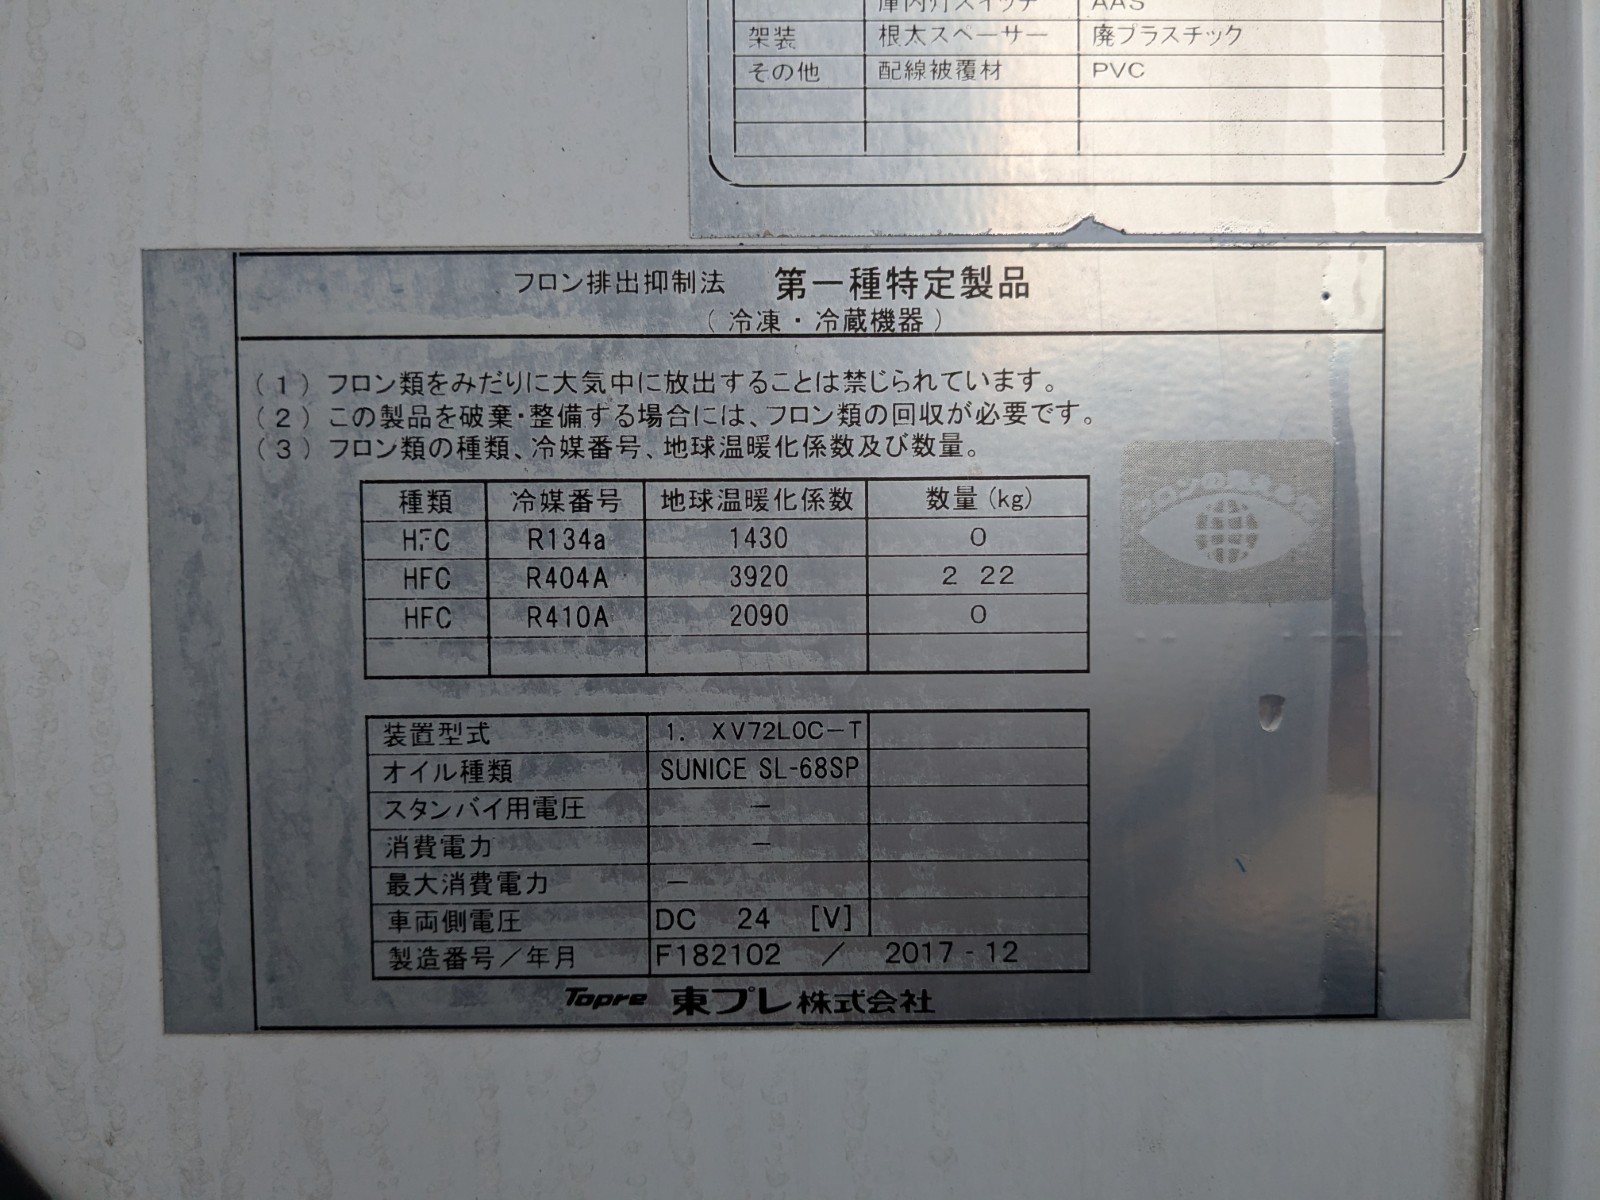 庫内灯スイッチ AAS
架装 根太スペーサー 廃プラスチック
その他 配線被覆材 PVC
フロン排出抑制法 第一種特定製品
（冷凍・冷蔵機器）
（1）フロン類をみだりに大気中に放出することは禁じられています。
（2）この製品を破棄・整備する場合には、フロン類の回収が必要です。
（3）フロン類の種類、冷媒番号、地球温暖化係数及び数量。
種類 冷媒番号 地球温暖化係数 数量(kg)
HFC R134a 1430 0
HFC R404A 3920 2 22
HFC R410A 2090 0
装置型式 1. XV72LOC-T
オイル種類 SUNICE SL-68SP
スタンバイ用電圧 －
消費電力 －
最大消費電力 －
車両側電圧 DC 24 [V]
製造番号／年月 F182102 ／ 2017-12
Topre 東プレ株式会社